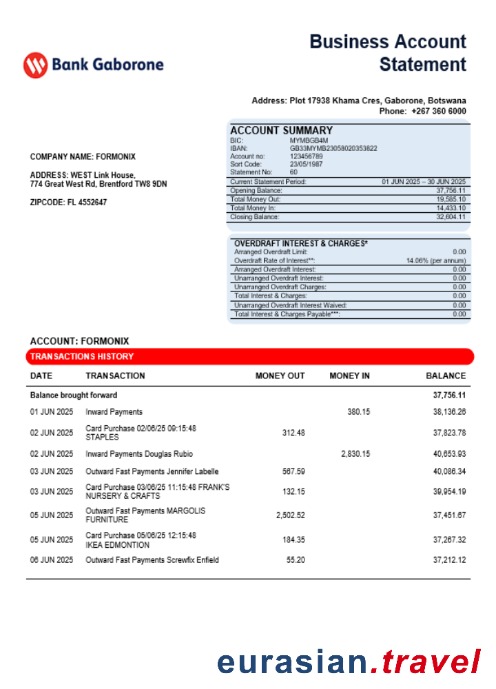 Business Account
Statement
Bank Gaborone
Address: Plot 17938 Khama Cres, Gaborone, Botswana
Phone: +267 360 6000
ACCOUNT SUMMARY
BIC: MYMBGB4M
IBAN: GB33MYMB23058020353822
Account no: 123456789
Sort Code: 23/05/1987
Statement No: 60
Current Statement Period: 01 JUN 2025 – 30 JUN 2025
Opening Balance: 37,756.11
Total Money Out: 19,585.10
Total Money In: 14,433.10
Closing Balance: 32,604.11
COMPANY NAME: FORMONIX
ADDRESS: WEST Link House,
774 Great West Rd, Brentford TW8 9DN
ZIPCODE: FL 4552647
OVERDRAFT INTEREST & CHARGES*
Arranged Overdraft Limit: 0.00
Overdraft Rate of Interest**: 14.06% (per annum)
Arranged Overdraft Interest: 0.00
Unarranged Overdraft Interest: 0.00
Unarranged Overdraft Charges: 0.00
Total Interest & Charges: 0.00
Unarranged Overdraft Interest Waived: 0.00
Total Interest & Charges Payable***: 0.00
ACCOUNT: FORMONIX
TRANSACTIONS HISTORY
DATE TRANSACTION MONEY OUT MONEY IN BALANCE
Balance brought forward 37,756.11
01 JUN 2025 Inward Payments 380.15 38,136.26
02 JUN 2025 Card Purchase 02/06/25 09:15:48 312.48 37,823.78
STAPLES
02 JUN 2025 Inward Payments Douglas Rubio 2,830.15 40,653.93
03 JUN 2025 Outward Fast Payments Jennifer Labelle 567.59 40,086.34
03 JUN 2025 Card Purchase 03/06/25 11:15:48 FRANK'S 132.15 39,954.19
NURSERY & CRAFTS
05 JUN 2025 Outward Fast Payments MARGOLIS 2,502.52 37,451.67
FURNITURE
05 JUN 2025 Card Purchase 05/06/25 12:15:48 184.35 37,267.32
IKEA EDMONTION
06 JUN 2025 Outward Fast Payments Screwfix Enfield 55.20 37,212.12
eurasian.travel